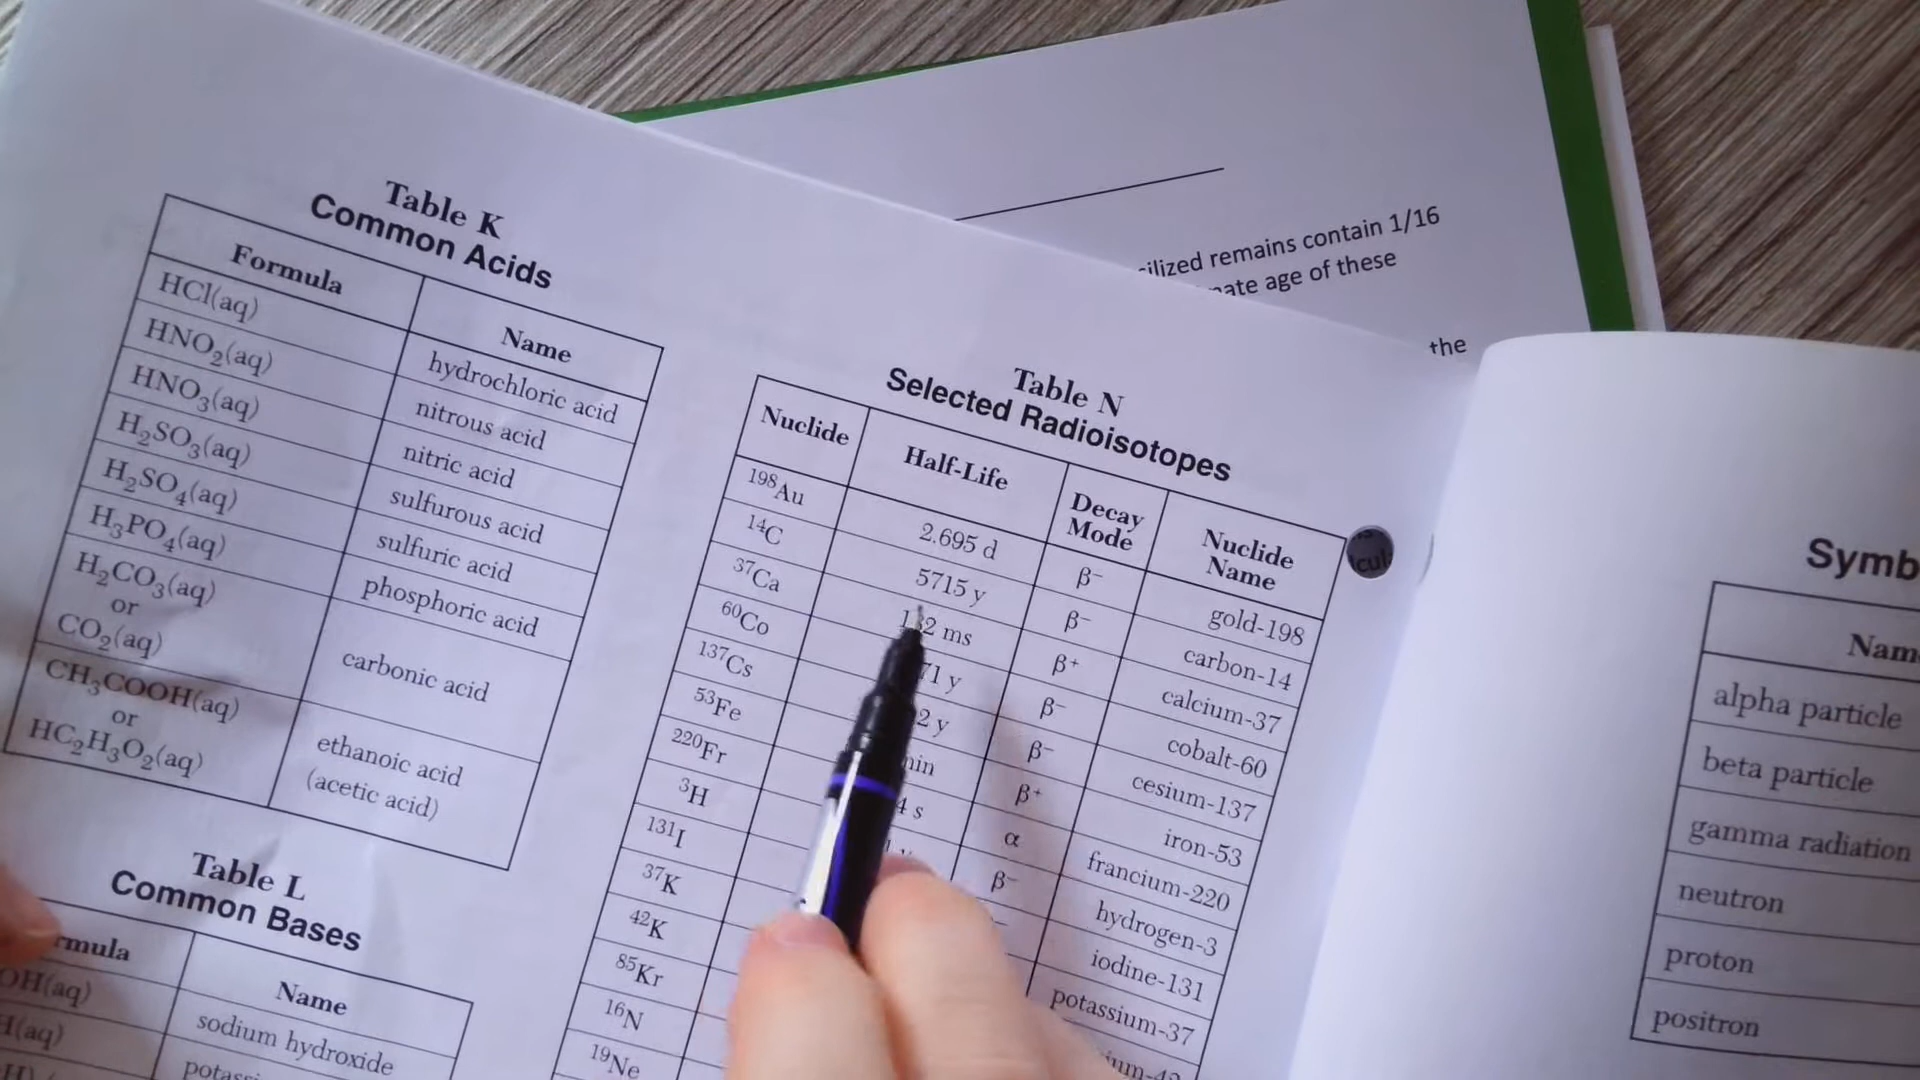 Table K
Common Acids
Formula Name
HCl(aq) hydrochloric acid
HNO₂(aq) nitrous acid
HNO₃(aq) nitric acid
H₂SO₃(aq) sulfurous acid
H₂SO₄(aq) sulfuric acid
H₃PO₄(aq) phosphoric acid
H₂CO₃(aq)
or
CO₂(aq)
carbonic acid
CH₃COOH(aq)
or
HC₂H₃O₂(aq)
ethanoic acid
(acetic acid)
Table L
Common Bases
Name
sodium hydroxide
remains contain 1/16
age of these
the
Table N
Selected Radioisotopes
Nuclide Half-Life Decay Mode Nuclide Name
¹⁹⁸Au 2.695 d β⁻ gold-198
¹⁴C 5715 y β⁻ carbon-14
³⁷Ca ms β⁺ calcium-37
⁶⁰Co y β⁻ cobalt-60
¹³⁷Cs y β⁻ cesium-137
⁵³Fe β⁺ iron-53
²²⁰Fr s α francium-220
³H β⁻ hydrogen-3
¹³¹I iodine-131
³⁷K potassium-37
⁴²K
⁸⁵Kr
¹⁶N
¹⁹Ne
alpha particle
beta particle
gamma radiation
neutron
proton
positron